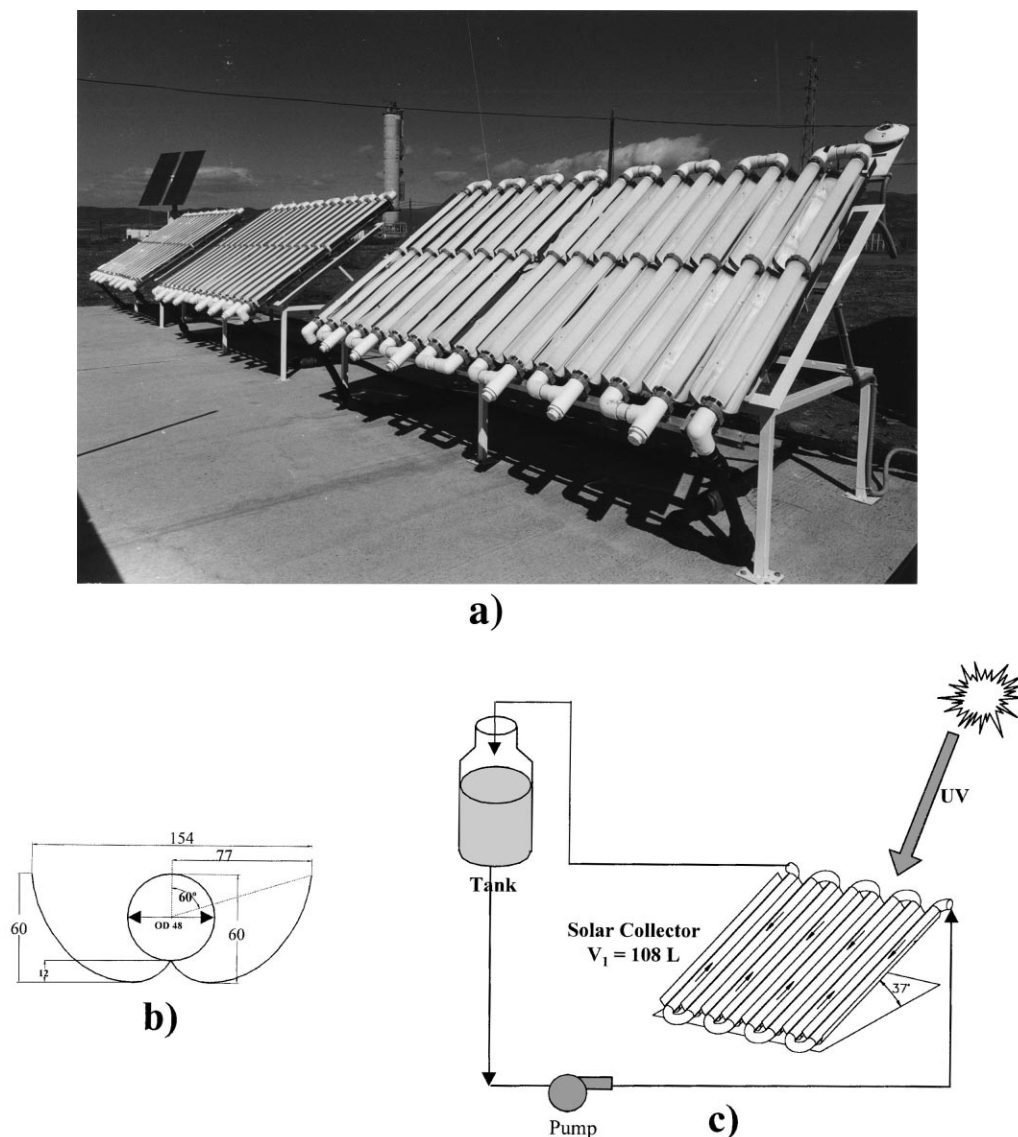 a)
154
77
60°
OD 48
60
60
12
b)
UV
Tank
Solar Collector
V₁ = 108 L
37°
Pump
c)